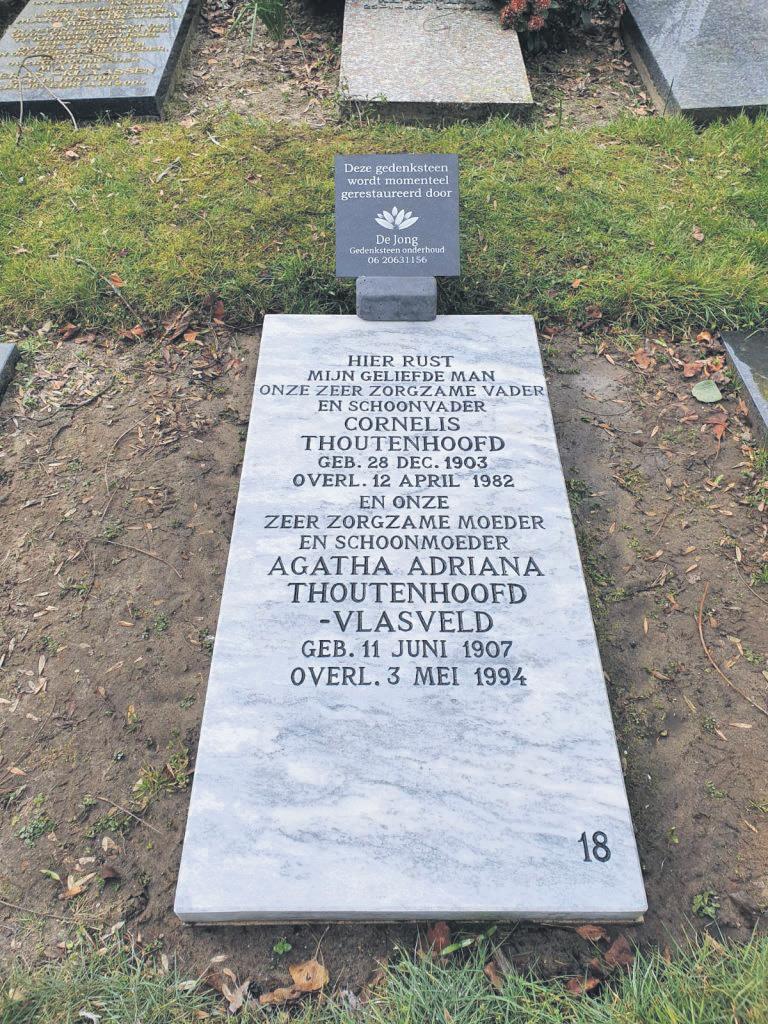 Deze gedenksteen
wordt momenteel
gerestaureerd door
De Jong
Gedenksteen onderhoud
06 20631156
HIER RUST
MIJN GELIEFDE MAN
ONZE ZEER ZORGZAME VADER
EN SCHOONVADER
CORNELIS
THOUTENHOOFD
GEB. 28 DEC. 1903
OVERL. 12 APRIL 1982
EN ONZE
ZEER ZORGZAME MOEDER
EN SCHOONMOEDER
AGATHA ADRIANA
THOUTENHOOFD
-VLASVELD
GEB. 11 JUNI 1907
OVERL. 3 MEI 1994
18